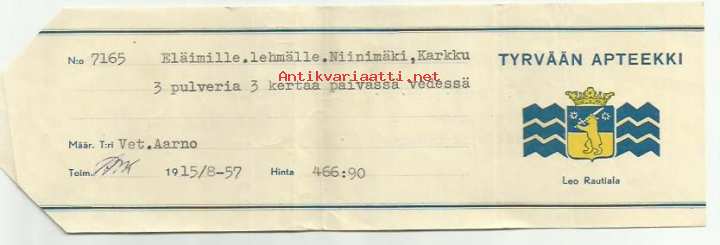 N:o 7165 Eläimille.lehmälle.Niinimäki,Karkku
Antikvariaatti.net
3 pulveria 3 kertaa päivässä vedessä
Määr. T:ri Vet.Aarno
Toim. 1915/8-57 Hinta 466:90
TYRVÄÄN APTEEKKI
Leo Rautiala